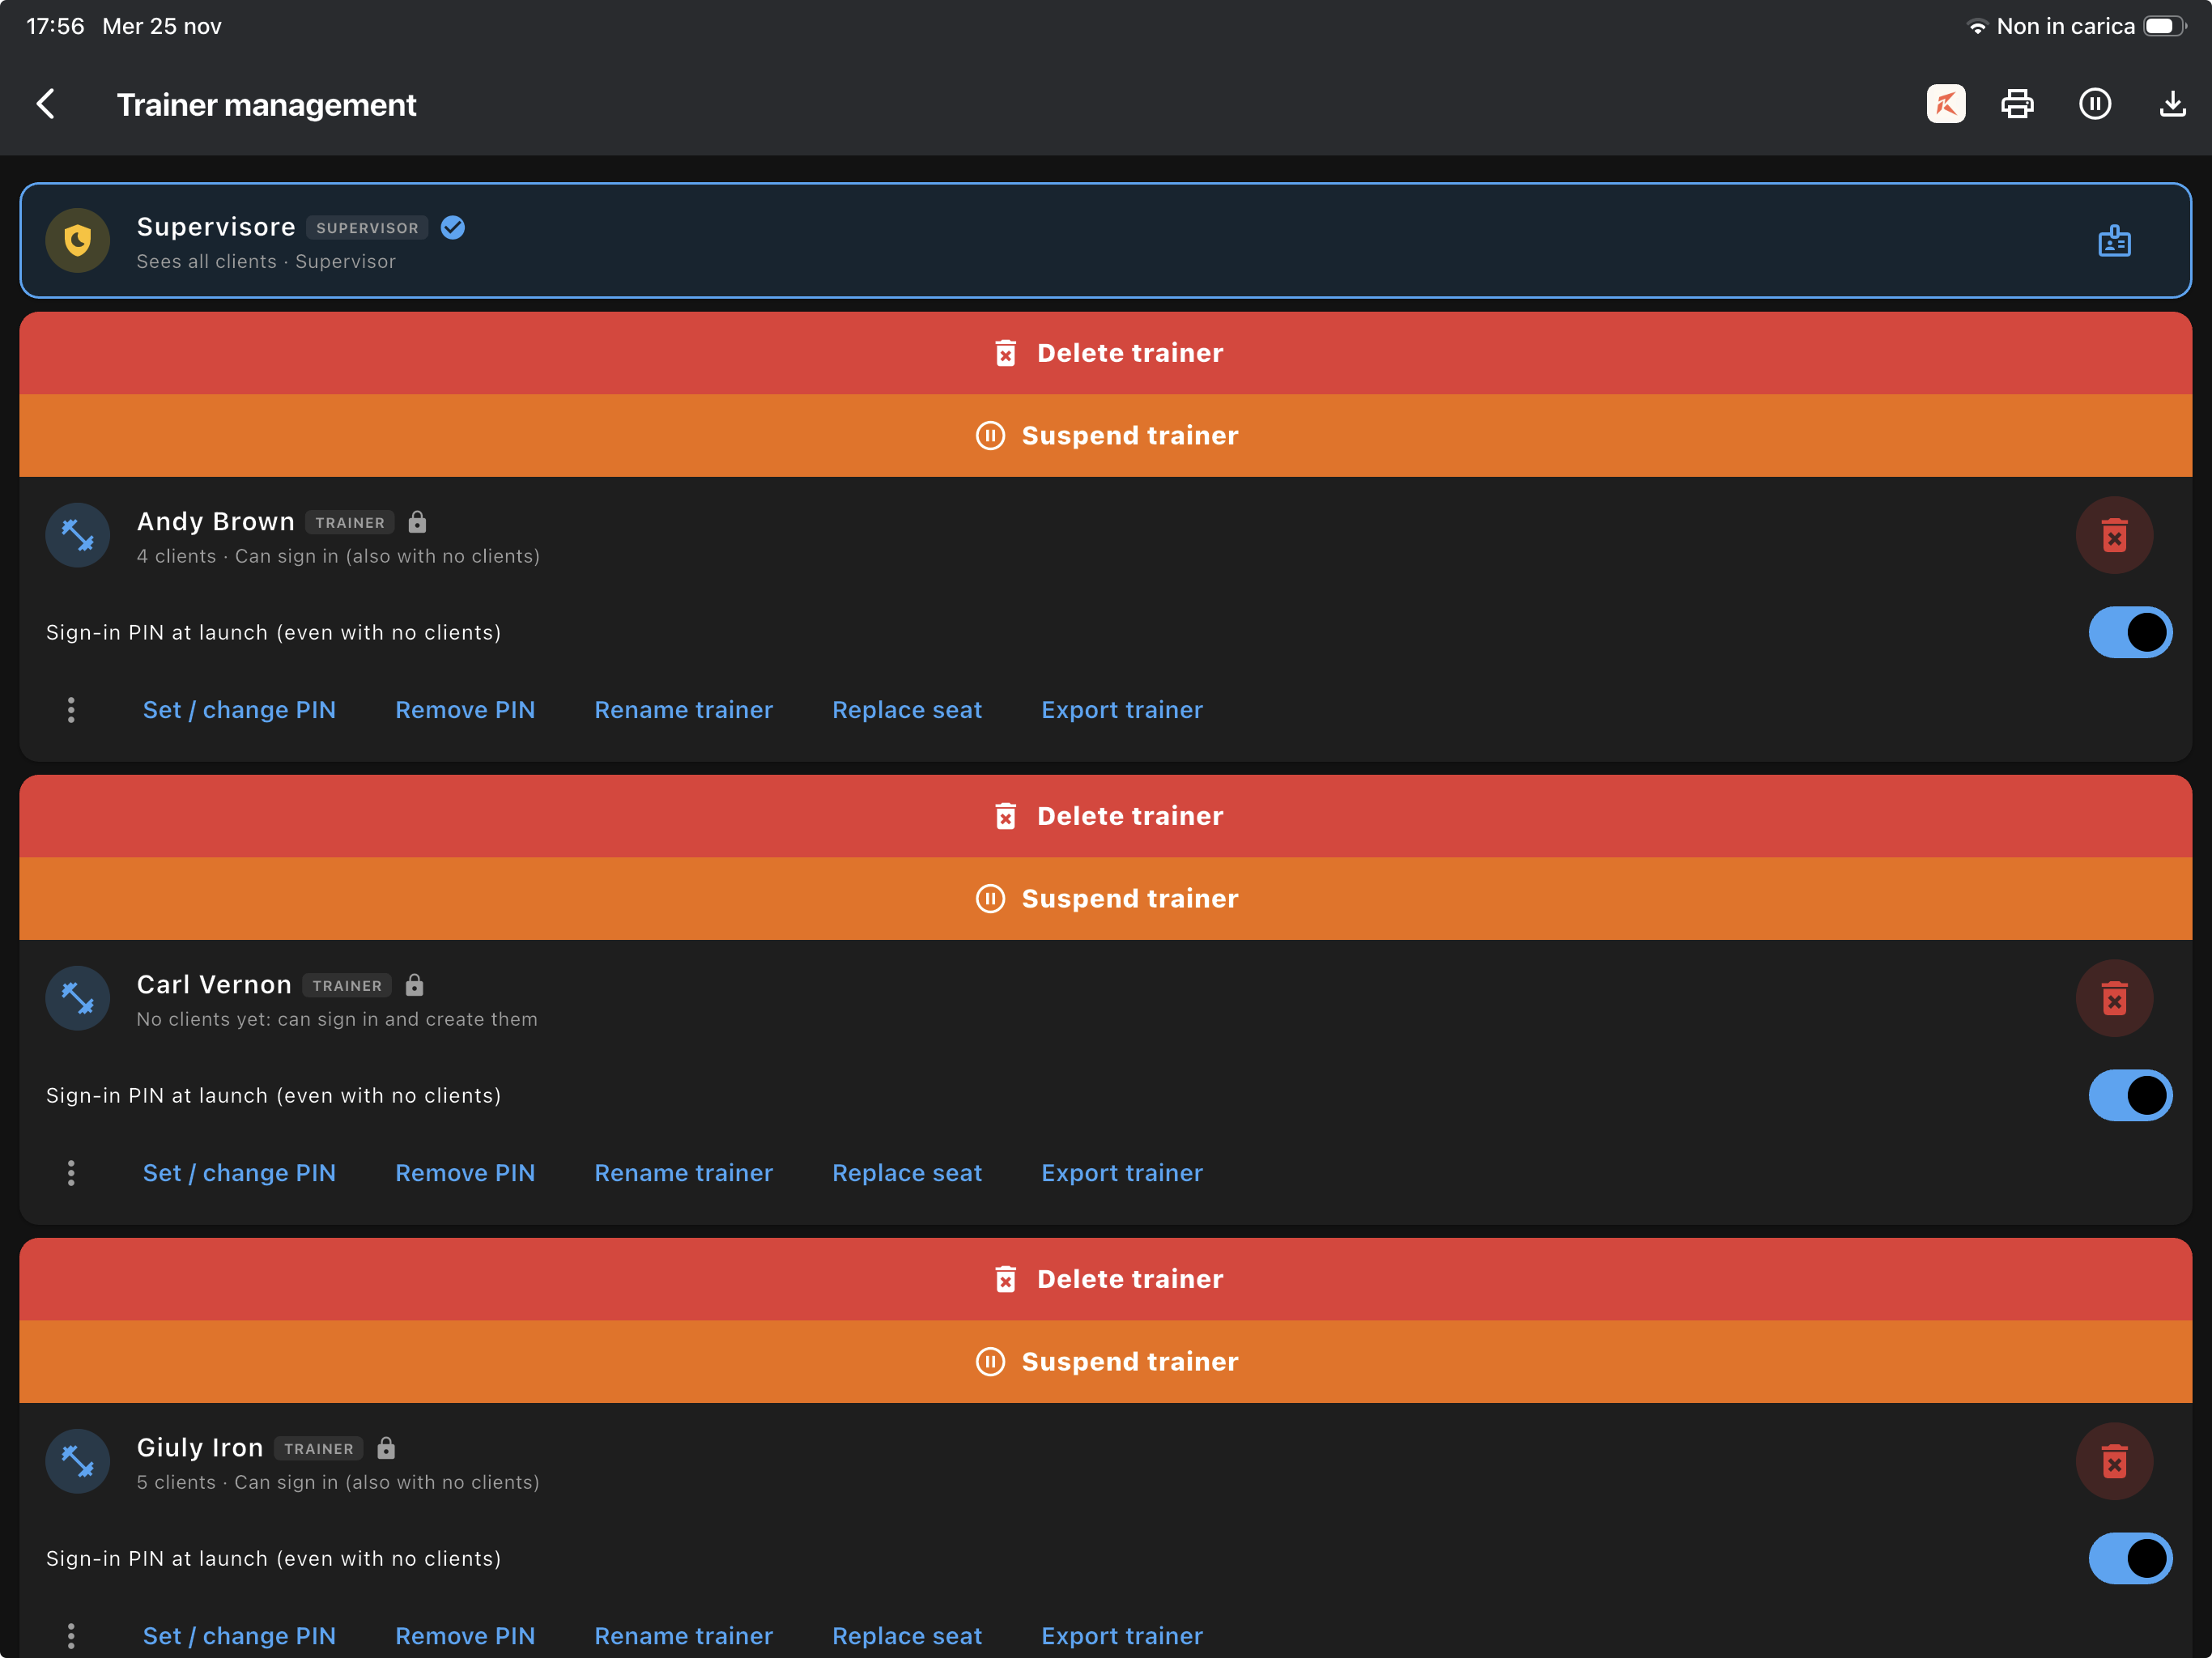 17:56 Mer 25 nov Non in carica
Trainer management
Supervisore SUPERVISOR
Sees all clients · Supervisor
Delete trainer
Suspend trainer
Andy Brown TRAINER
4 clients · Can sign in (also with no clients)
Sign-in PIN at launch (even with no clients)
Set / change PIN Remove PIN Rename trainer Replace seat Export trainer
Delete trainer
Suspend trainer
Carl Vernon TRAINER
No clients yet: can sign in and create them
Sign-in PIN at launch (even with no clients)
Set / change PIN Remove PIN Rename trainer Replace seat Export trainer
Delete trainer
Suspend trainer
Giuly Iron TRAINER
5 clients · Can sign in (also with no clients)
Sign-in PIN at launch (even with no clients)
Set / change PIN Remove PIN Rename trainer Replace seat Export trainer